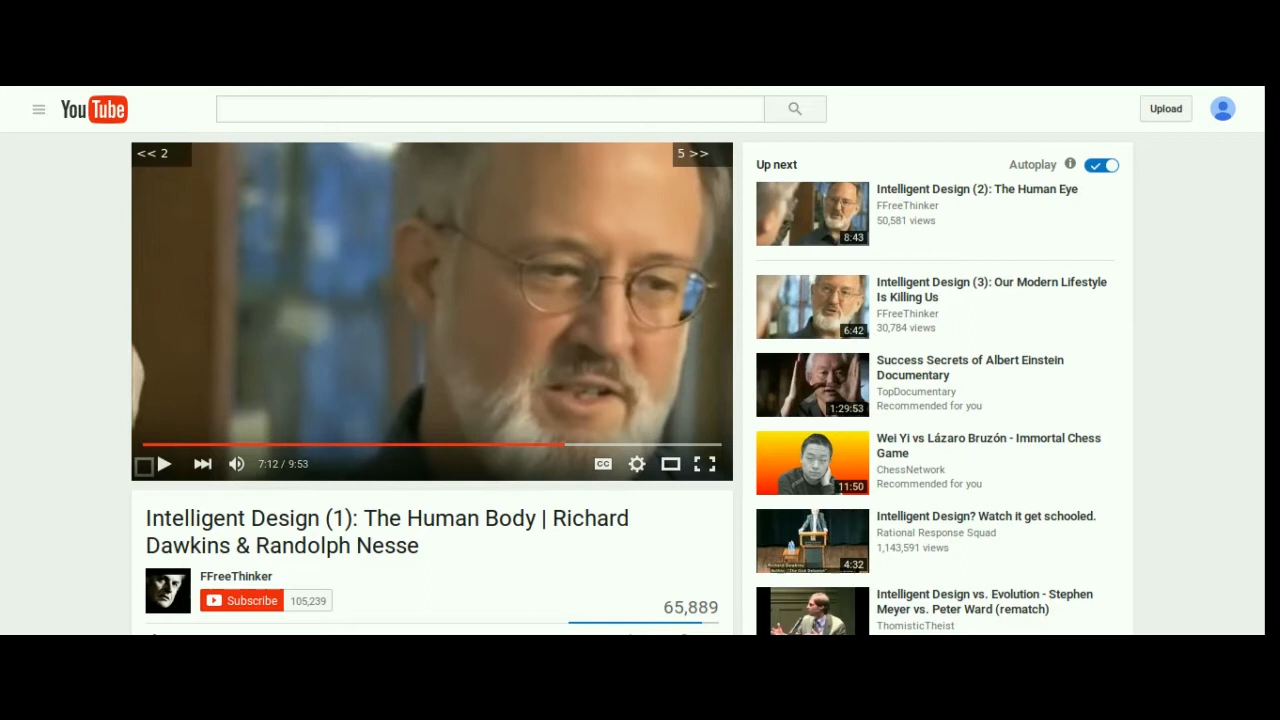 YouTube
Upload
<< 2
5 >>
7:12 / 9:53
CC
Intelligent Design (1): The Human Body | Richard
Dawkins & Randolph Nesse
FFreeThinker
Subscribe 105,239
65,889
Up next
Autoplay
8:43
Intelligent Design (2): The Human Eye
FFreeThinker
50,581 views
6:42
Intelligent Design (3): Our Modern Lifestyle
Is Killing Us
FFreeThinker
30,784 views
1:29:53
Success Secrets of Albert Einstein
Documentary
TopDocumentary
Recommended for you
11:50
Wei Yi vs Lázaro Bruzón - Immortal Chess
Game
ChessNetwork
Recommended for you
4:32
Intelligent Design? Watch it get schooled.
Rational Response Squad
1,143,591 views
Intelligent Design vs. Evolution - Stephen
Meyer vs. Peter Ward (rematch)
ThomisticTheist